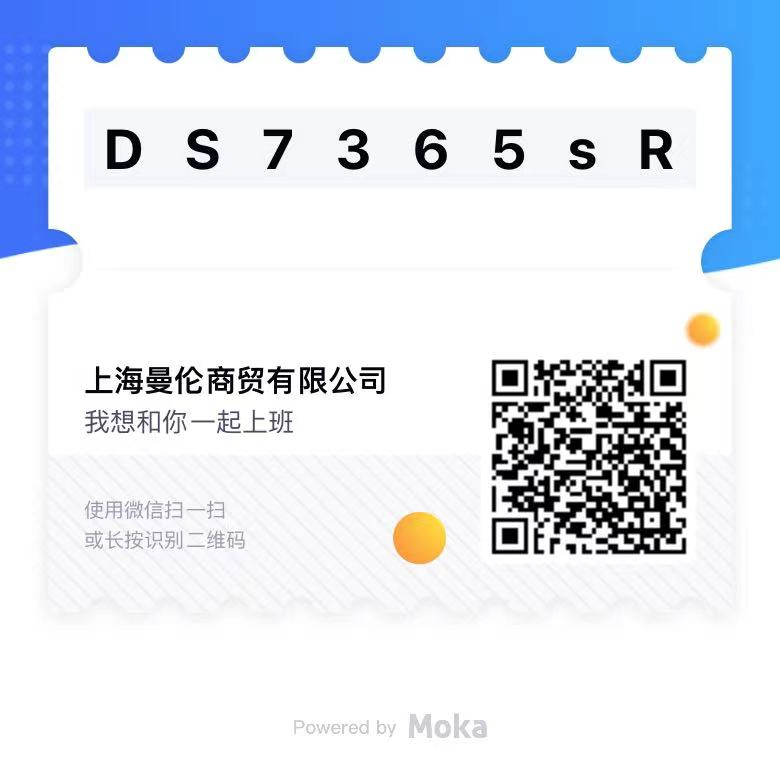 D S 7 3 6 5 s R
上海曼伦商贸有限公司
我想和你一起上班
使用微信扫一扫
或长按识别二维码
Powered by Moka